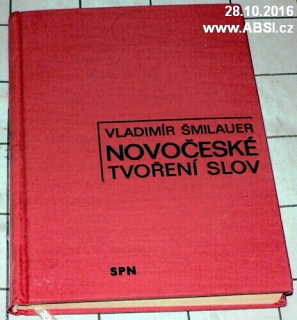 28.10.2016
www.ABSI.cz
VLADIMÍR ŠMILAUER
NOVOČESKÉ
TVOŘENÍ SLOV
SPN